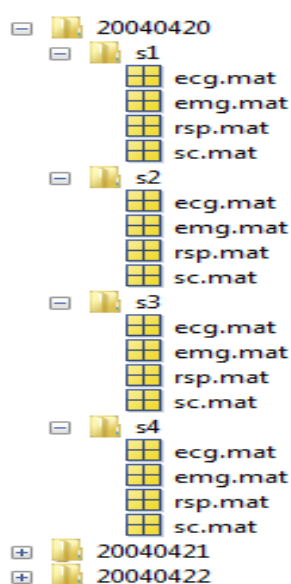 20040420
s1
ecg.mat
emg.mat
rsp.mat
sc.mat
s2
ecg.mat
emg.mat
rsp.mat
sc.mat
s3
ecg.mat
emg.mat
rsp.mat
sc.mat
s4
ecg.mat
emg.mat
rsp.mat
sc.mat
20040421
20040422